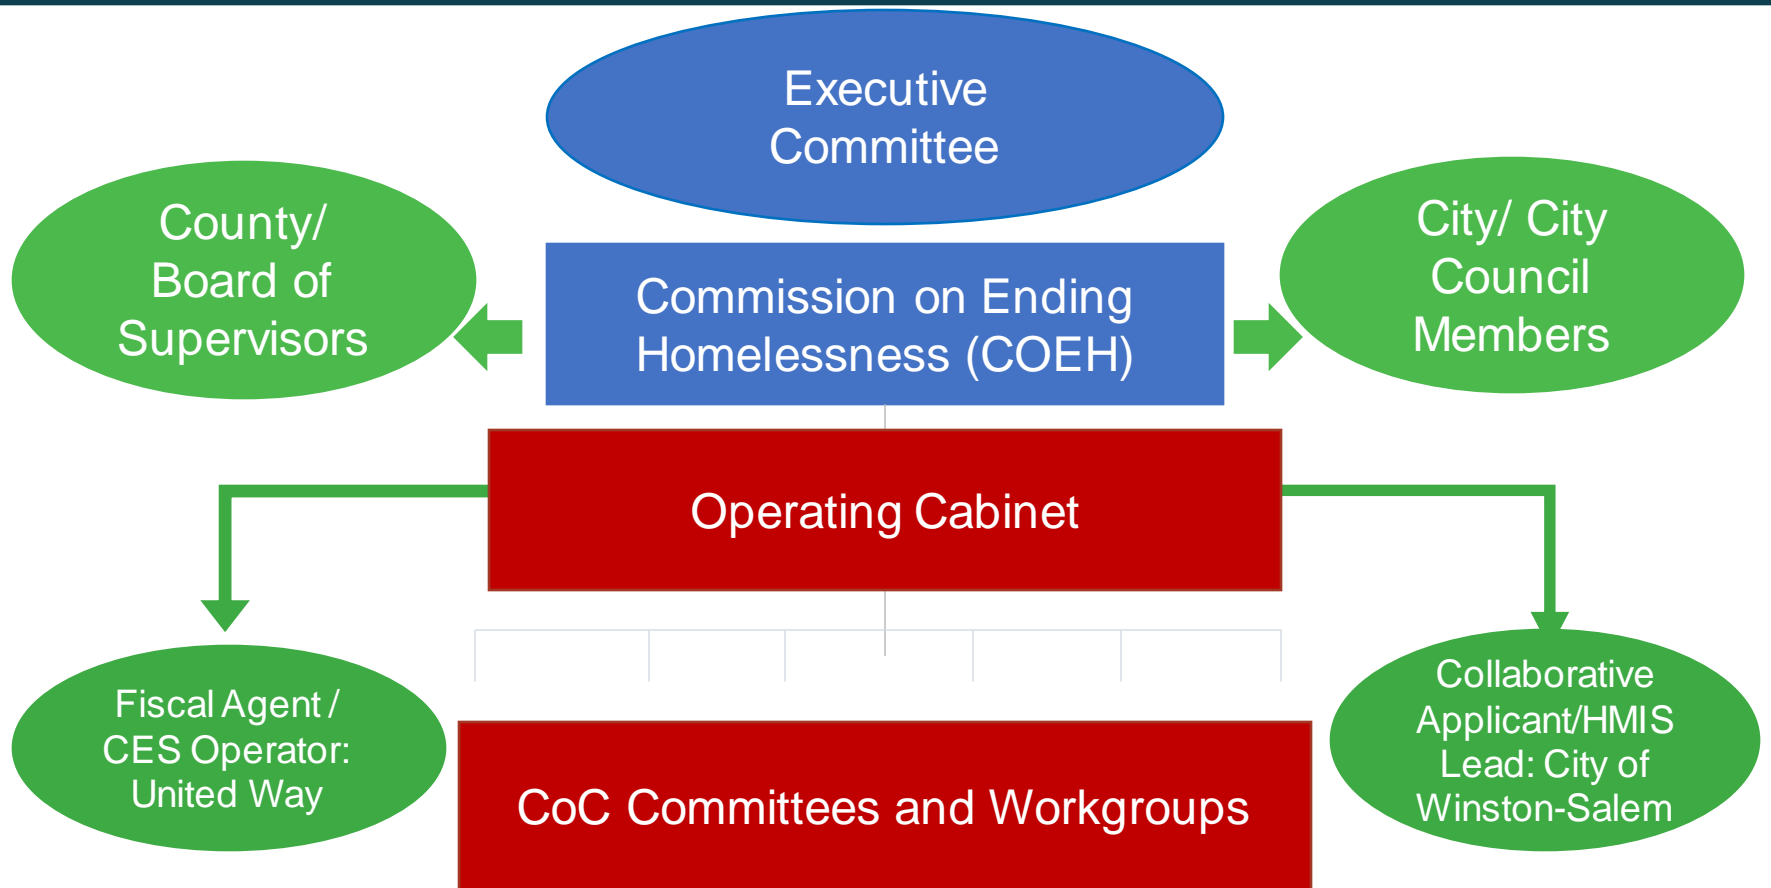 Executive
Committee
County/
Board of
Supervisors
City/ City
Council
Members
Commission on Ending
Homelessness (COEH)
Operating Cabinet
Fiscal Agent /
CES Operator:
United Way
Collaborative
Applicant/HMIS
Lead: City of
Winston-Salem
CoC Committees and Workgroups